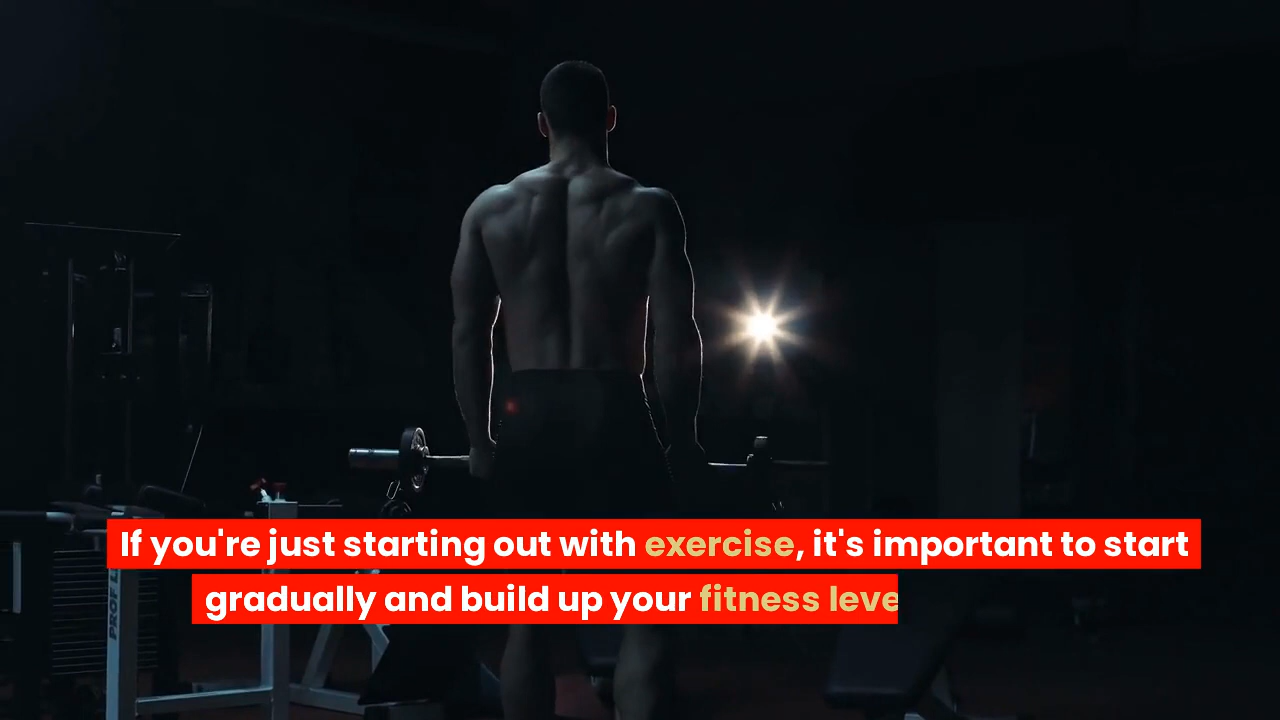 If you're just starting out with exercise, it's important to start
gradually and build up your fitness leve
PROF